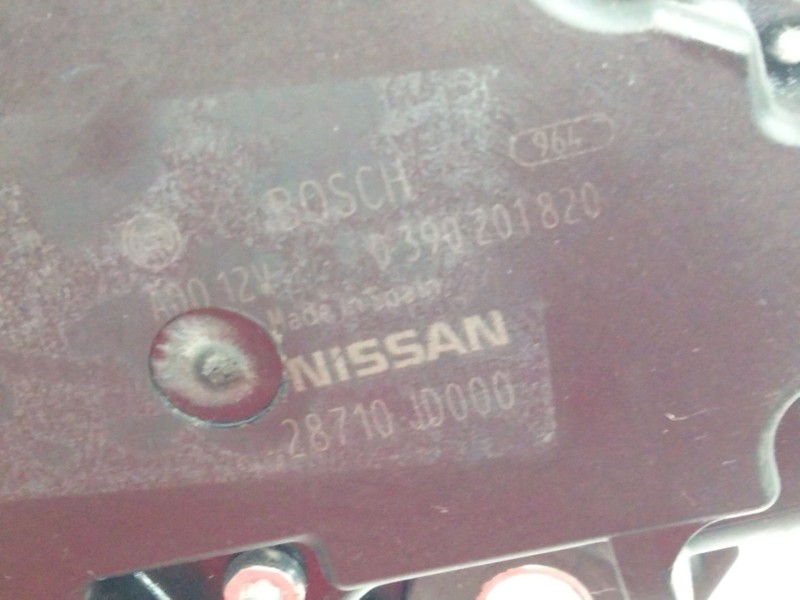 964
BOSCH
0 390 201 820
12V
Made in Spain
NISSAN
28710 JD000